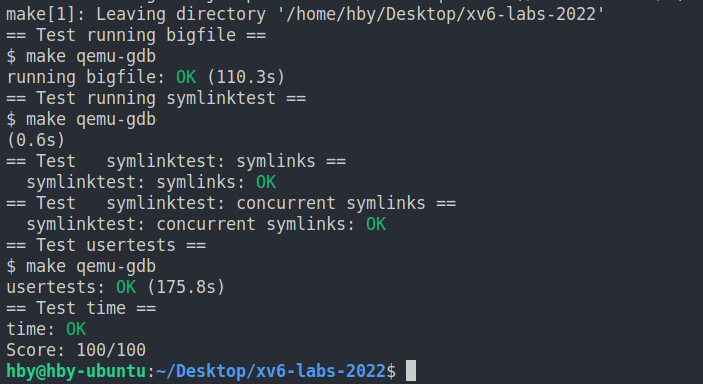 make[1]: Leaving directory '/home/hby/Desktop/xv6-labs-2022'
== Test running bigfile ==
$ make qemu-gdb
running bigfile: OK (110.3s)
== Test running symlinktest ==
$ make qemu-gdb
(0.6s)
== Test   symlinktest: symlinks ==
  symlinktest: symlinks: OK
== Test   symlinktest: concurrent symlinks ==
  symlinktest: concurrent symlinks: OK
== Test usertests ==
$ make qemu-gdb
usertests: OK (175.8s)
== Test time ==
time: OK
Score: 100/100
hby@hby-ubuntu:~/Desktop/xv6-labs-2022$